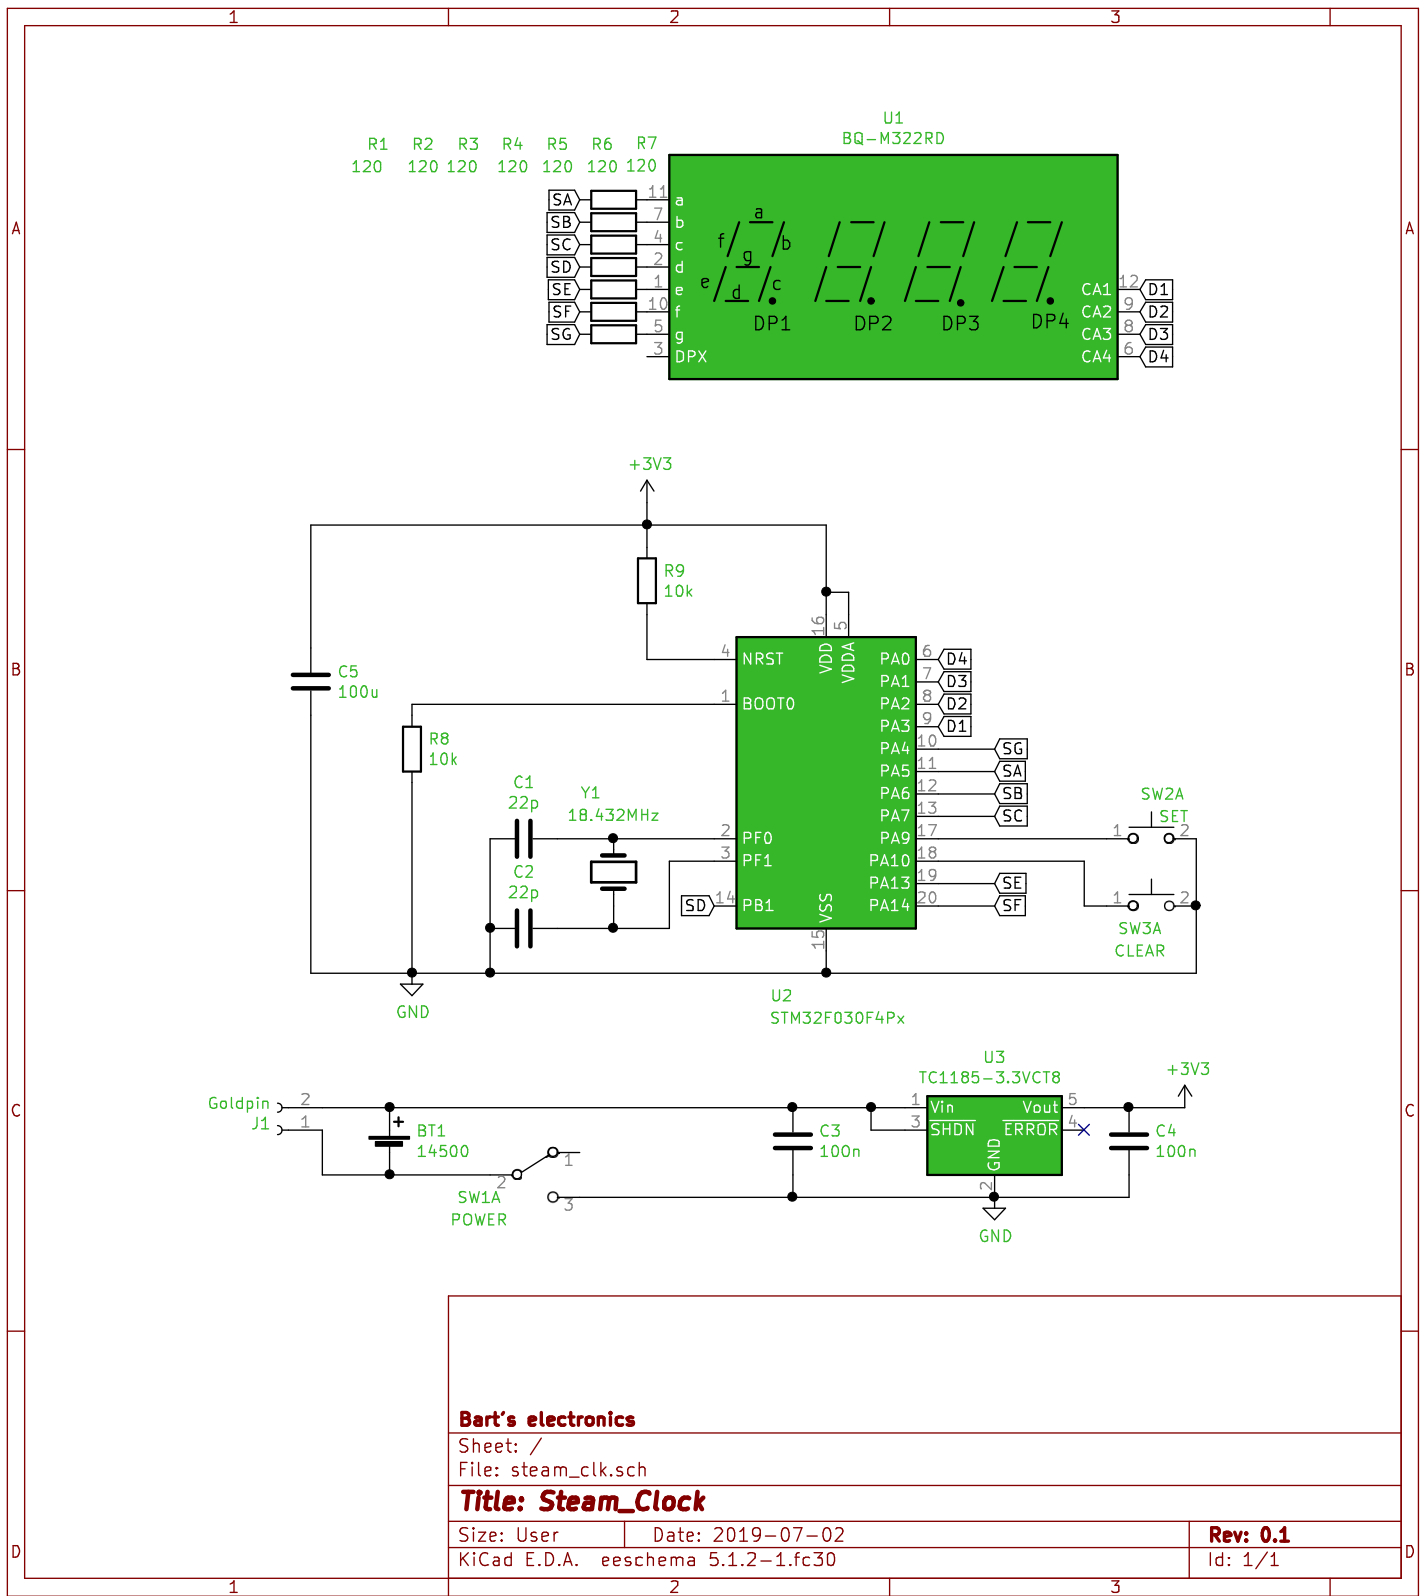 1 2 3
U1
BQ-M322RD
R1 R2 R3 R4 R5 R6 R7
120 120 120 120 120 120 120
SA 11 a
SB 7 b
SC 4 c
SD 2 d
SE 1 e
SF 10 f
SG 5 g
3 DPX
a
f b
g
e c
d
DP1 DP2 DP3 DP4
CA1 12 D1
CA2 9 D2
CA3 8 D3
CA4 6 D4
A A
+3V3
R9
10k
16 5
VDD VDDA
4 NRST
1 BOOT0
PA0 6 D4
PA1 7 D3
PA2 8 D2
PA3 9 D1
PA4 10 SG
PA5 11 SA
PA6 12 SB
PA7 13 SC
PA9 17
PA10 18
PA13 19 SE
PA14 20 SF
B B
C5
100u
R8
10k
C1
22p
Y1
18.432MHz
2 PF0
3 PF1
C2
22p
SD 14 PB1
VSS
15
SW2A
SET
1 2
1 2
SW3A
CLEAR
GND
U2
STM32F030F4Px
U3
TC1185-3.3VCT8
+3V3
Goldpin 2
J1 1
+
BT1
14500
1
2
3
SW1A
POWER
C3
100n
1 Vin Vout 5
3 SHDN ERROR 4
GND
2
C4
100n
GND
C C
Bart's electronics
Sheet: /
File: steam_clk.sch
Title: Steam_Clock
Size: User Date: 2019-07-02 Rev: 0.1
KiCad E.D.A. eeschema 5.1.2-1.fc30 Id: 1/1
D D
1 2 3